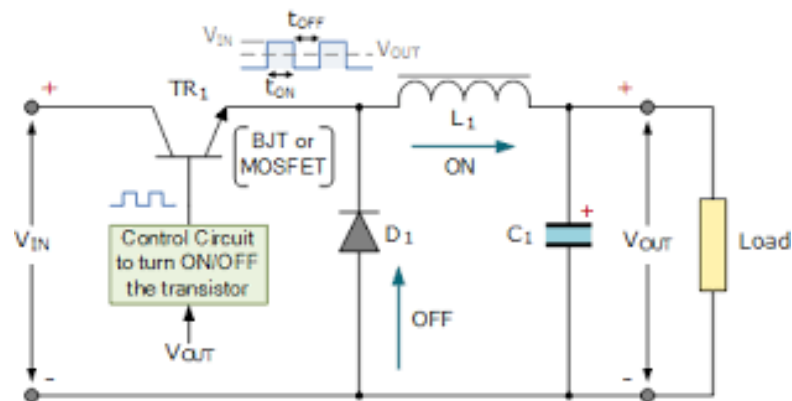 tOFF
VIN
VOUT
tON
+
TR1
BJT or
MOSFET
L1
ON
+
+
VIN
Control Circuit
to turn ON/OFF
the transistor
D1
C1
VOUT
Load
OFF
VOUT
-
-